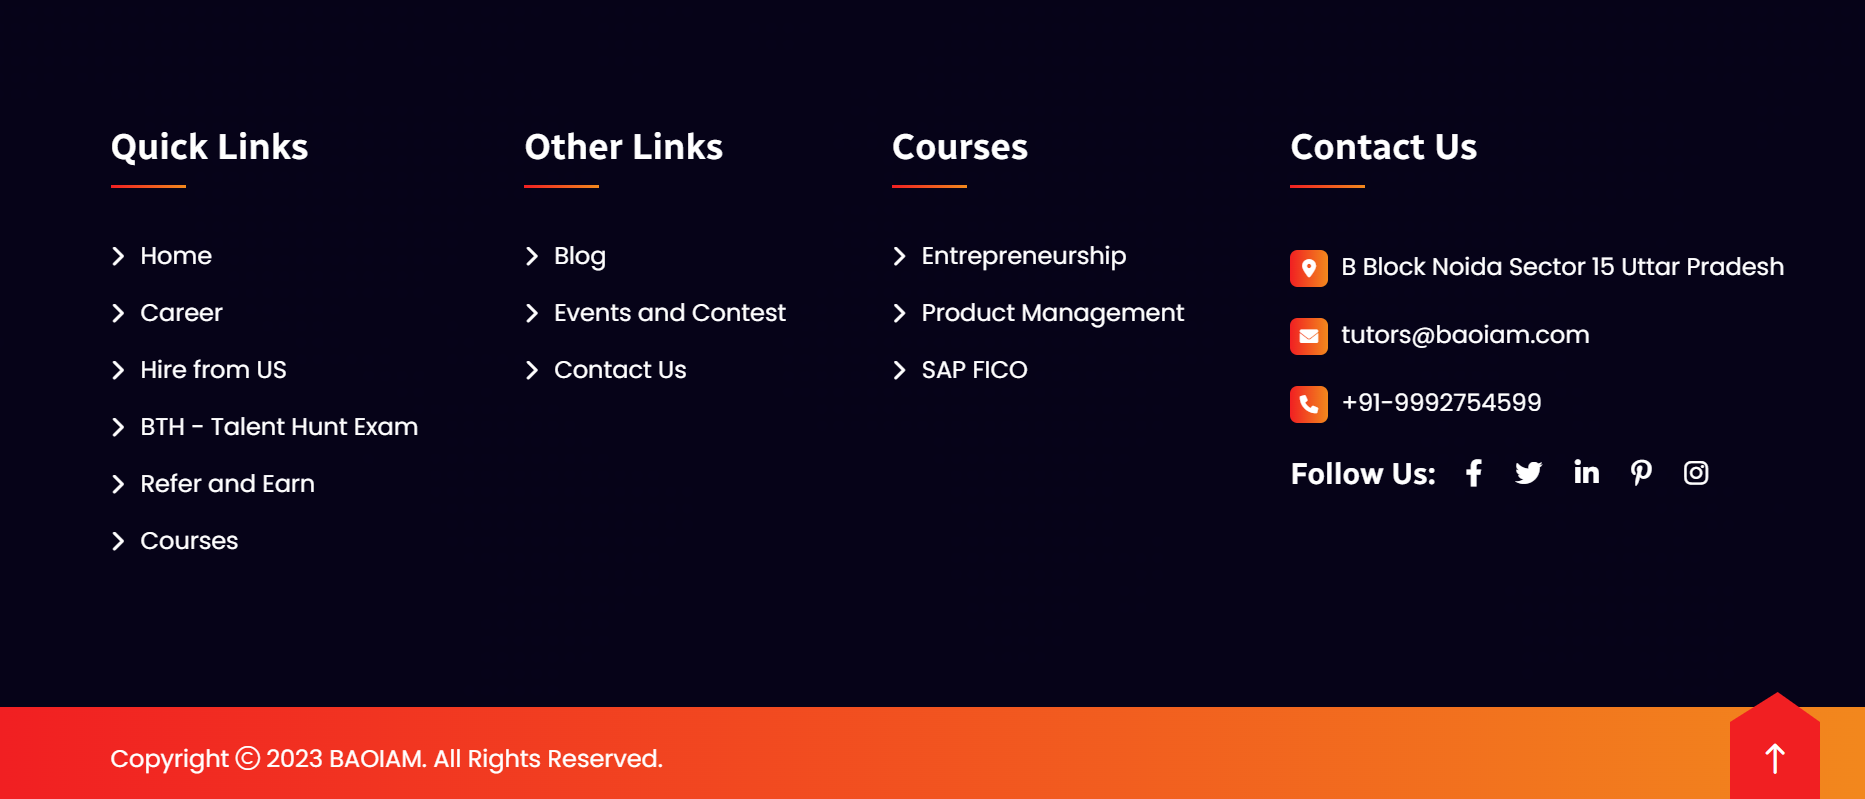 Quick Links
Home
Career
Hire from US
BTH - Talent Hunt Exam
Refer and Earn
Courses
Other Links
Blog
Events and Contest
Contact Us
Courses
Entrepreneurship
Product Management
SAP FICO
Contact Us
B Block Noida Sector 15 Uttar Pradesh
tutors@baoiam.com
+91-9992754599
Follow Us:
Copyright © 2023 BAOIAM. All Rights Reserved.